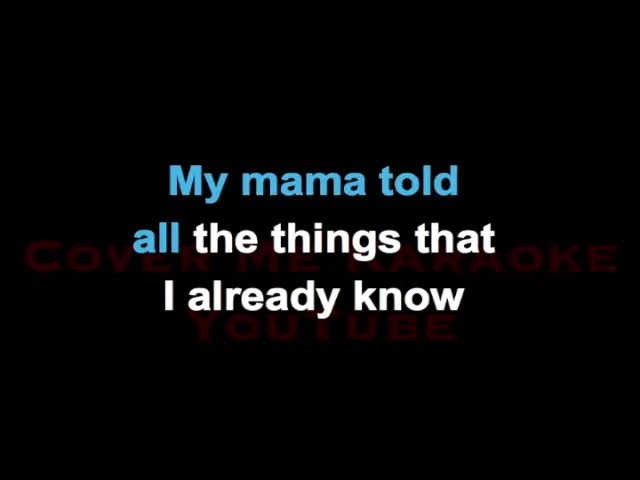 My mama told
all the things that
COVER ME KARAOKE
I already know
YOUTUBE